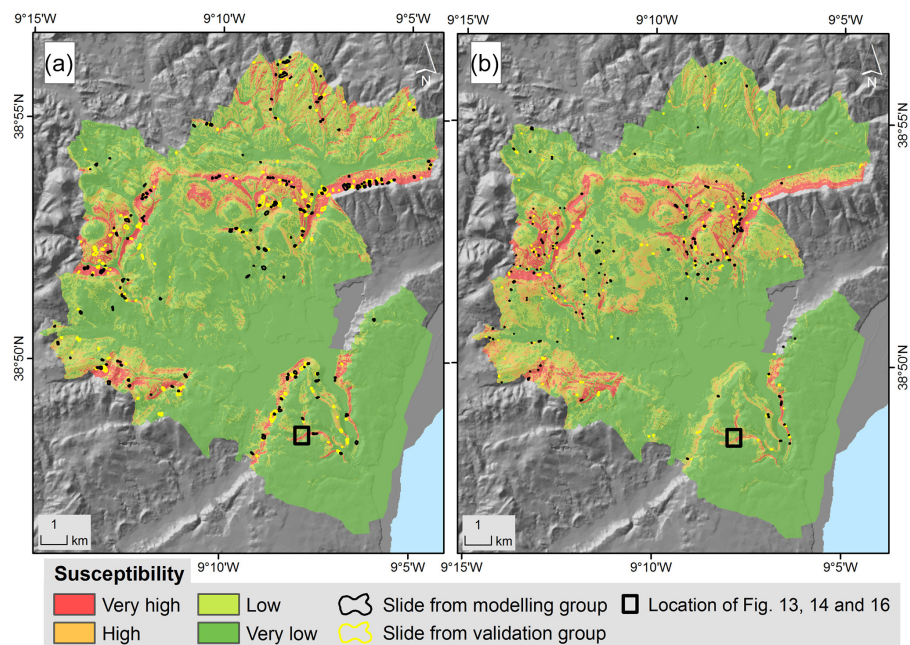 9°15'W 9°10'W 9°5'W 9°10'W 9°5'W
(a) (b)
N N
38°55'N 38°55'N
38°50'N 38°50'N
1 km 1 km
9°10'W 9°5'W 9°15'W 9°10'W 9°5'W
Susceptibility
Very high Low Slide from modelling group Location of Fig. 13, 14 and 16
High Very low Slide from validation group